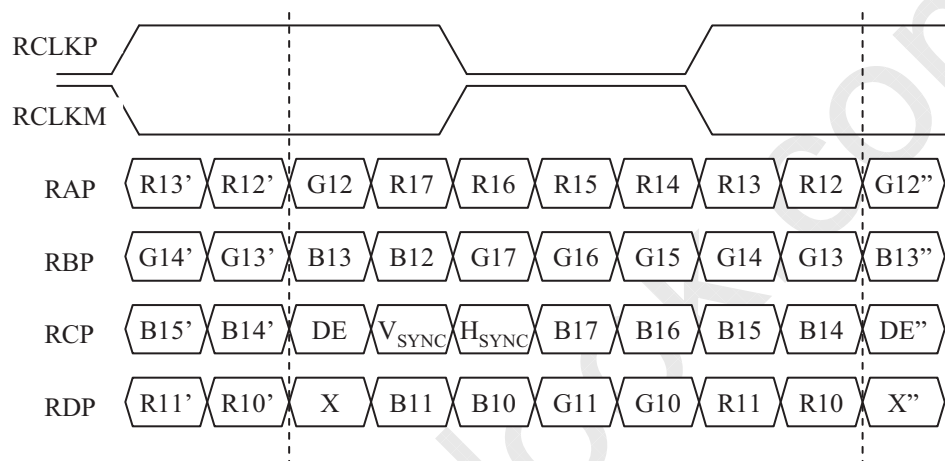 RCLKP
RCLKM
RAP R13’ R12’ G12 R17 R16 R15 R14 R13 R12 G12”
RBP G14’ G13’ B13 B12 G17 G16 G15 G14 G13 B13”
RCP B15’ B14’ DE VSYNC HSYNC B17 B16 B15 B14 DE”
RDP R11’ R10’ X B11 B10 G11 G10 R11 R10 X”